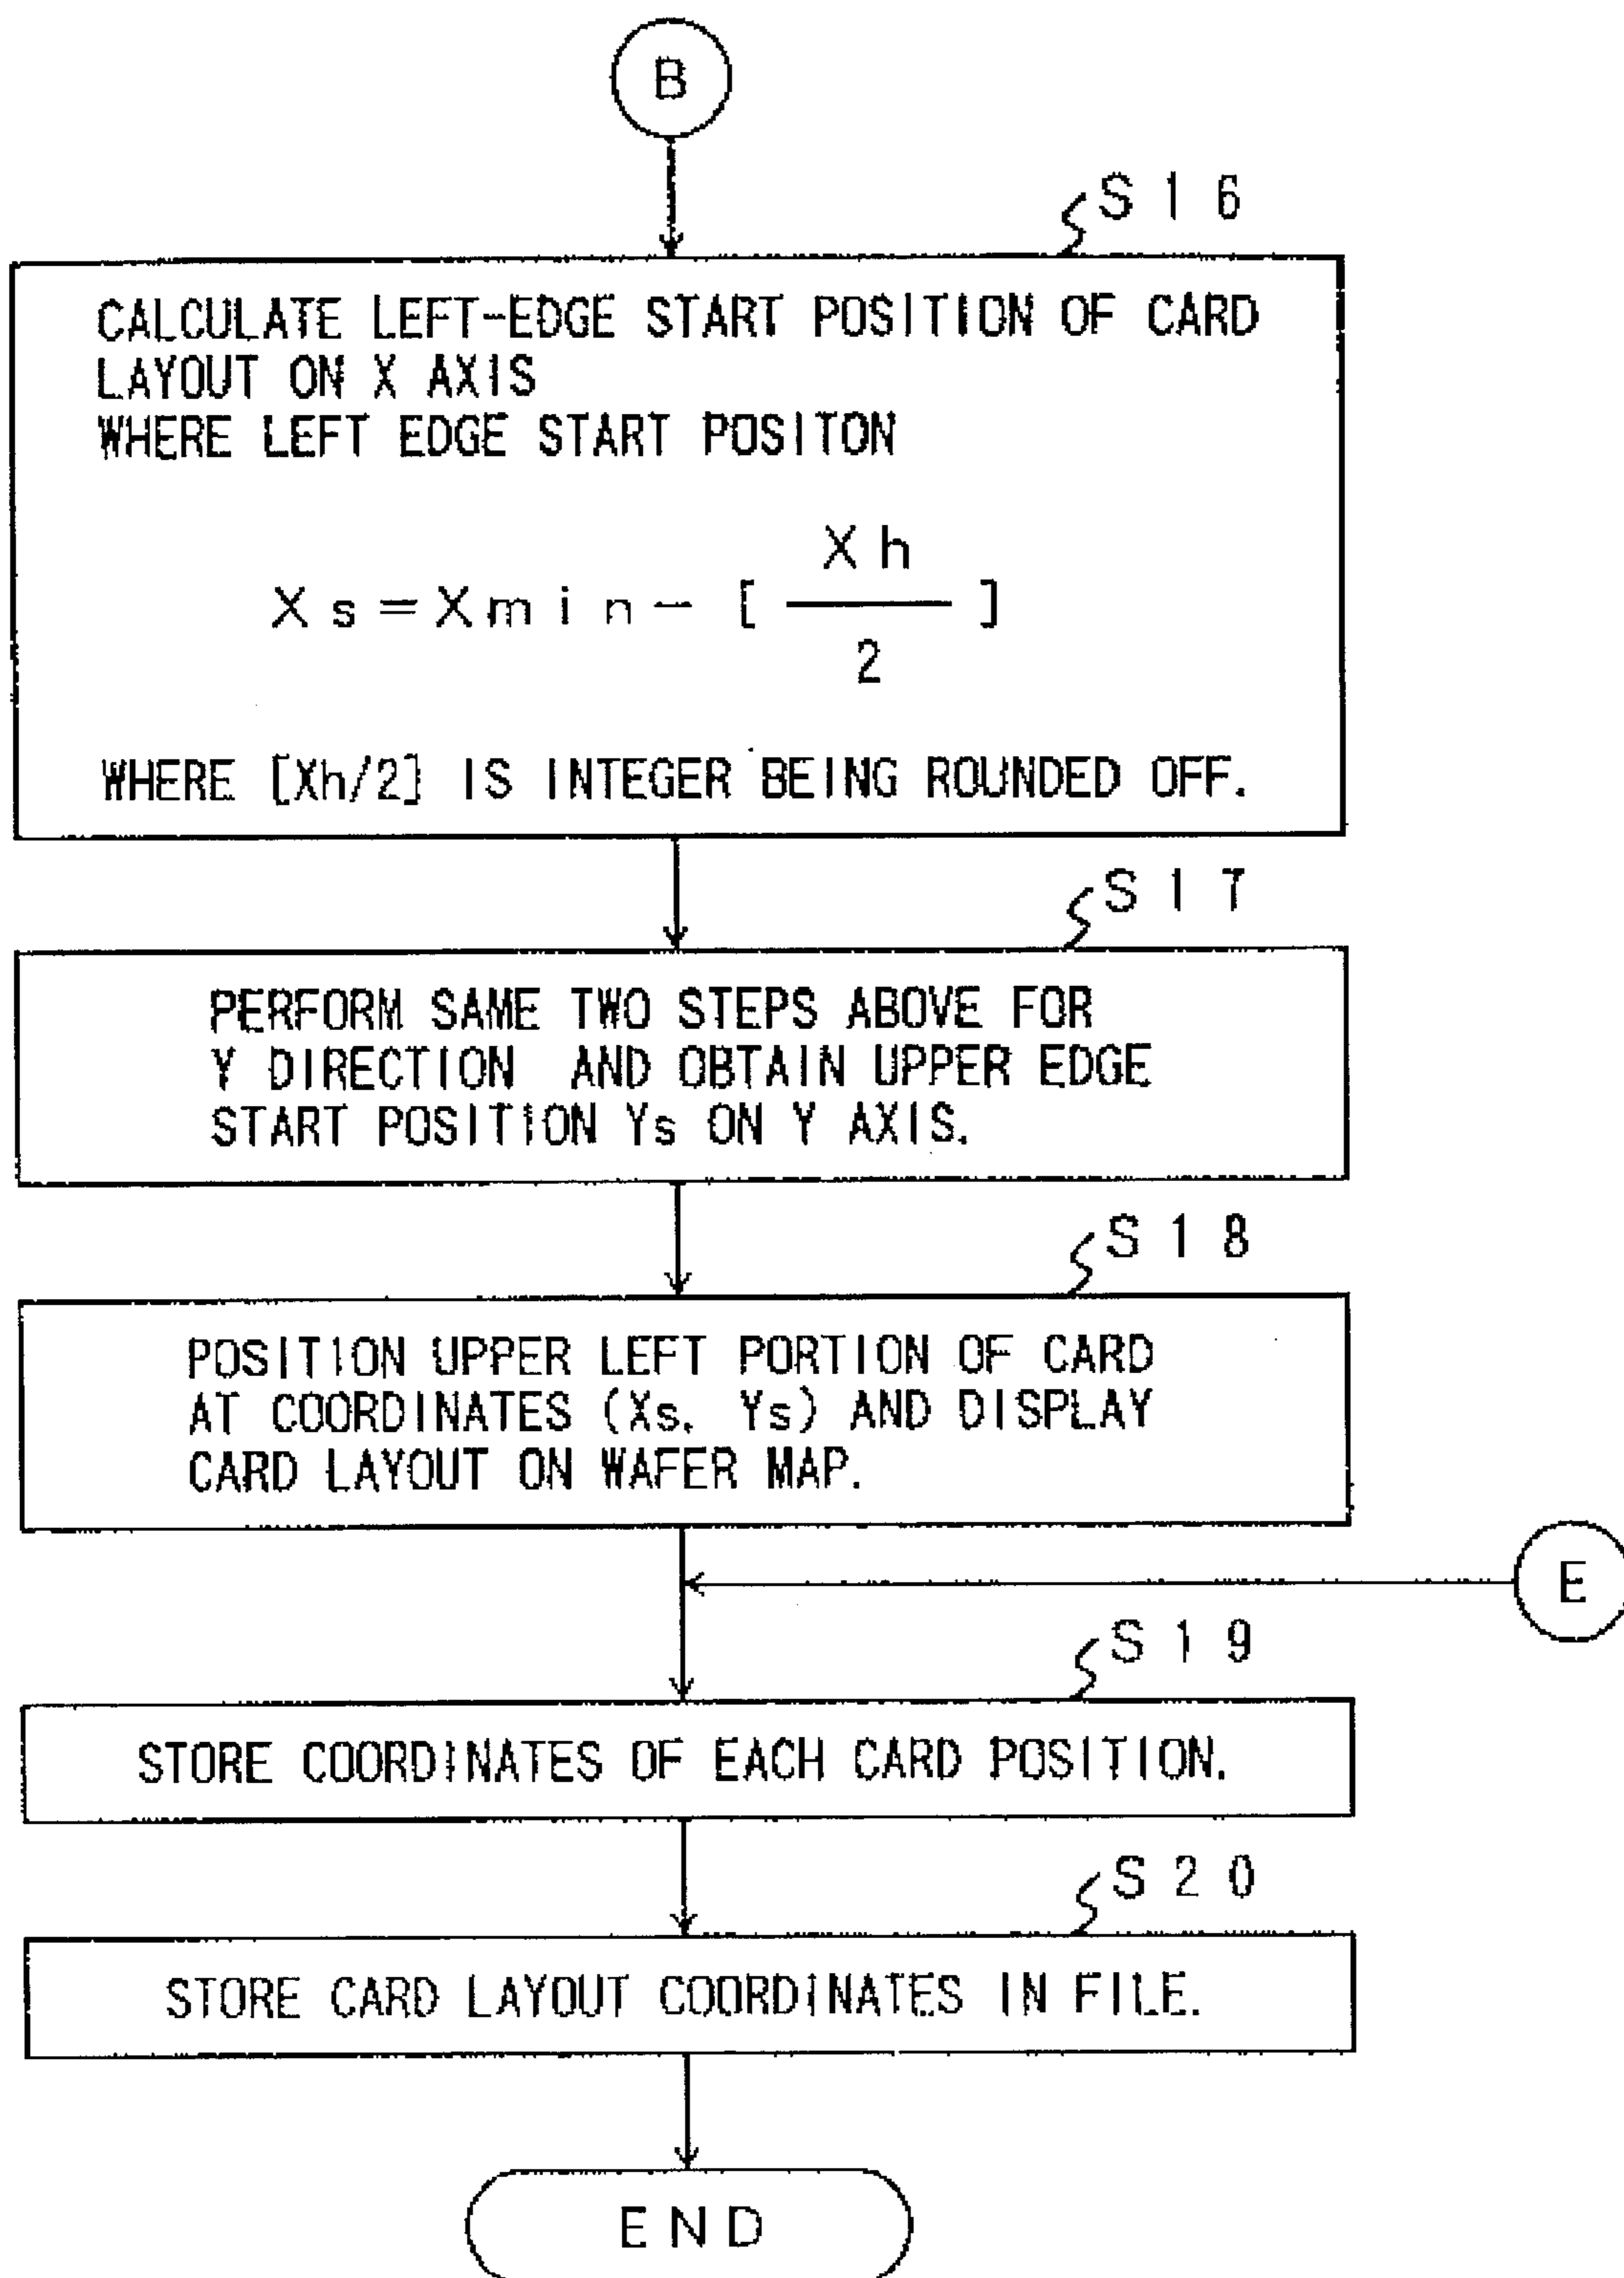 B
S16
CALCULATE LEFT-EDGE START POSITION OF CARD
LAYOUT ON X AXIS
WHERE LEFT EDGE START POSITON
Xs=Xmin-[Xh/2]
WHERE [Xh/2] IS INTEGER BEING ROUNDED OFF.
S17
PERFORM SAME TWO STEPS ABOVE FOR
Y DIRECTION AND OBTAIN UPPER EDGE
START POSITION Ys ON Y AXIS.
S18
POSITION UPPER LEFT PORTION OF CARD
AT COORDINATES (Xs, Ys) AND DISPLAY
CARD LAYOUT ON WAFER MAP.
E
S19
STORE COORDINATES OF EACH CARD POSITION.
S20
STORE CARD LAYOUT COORDINATES IN FILE.
END